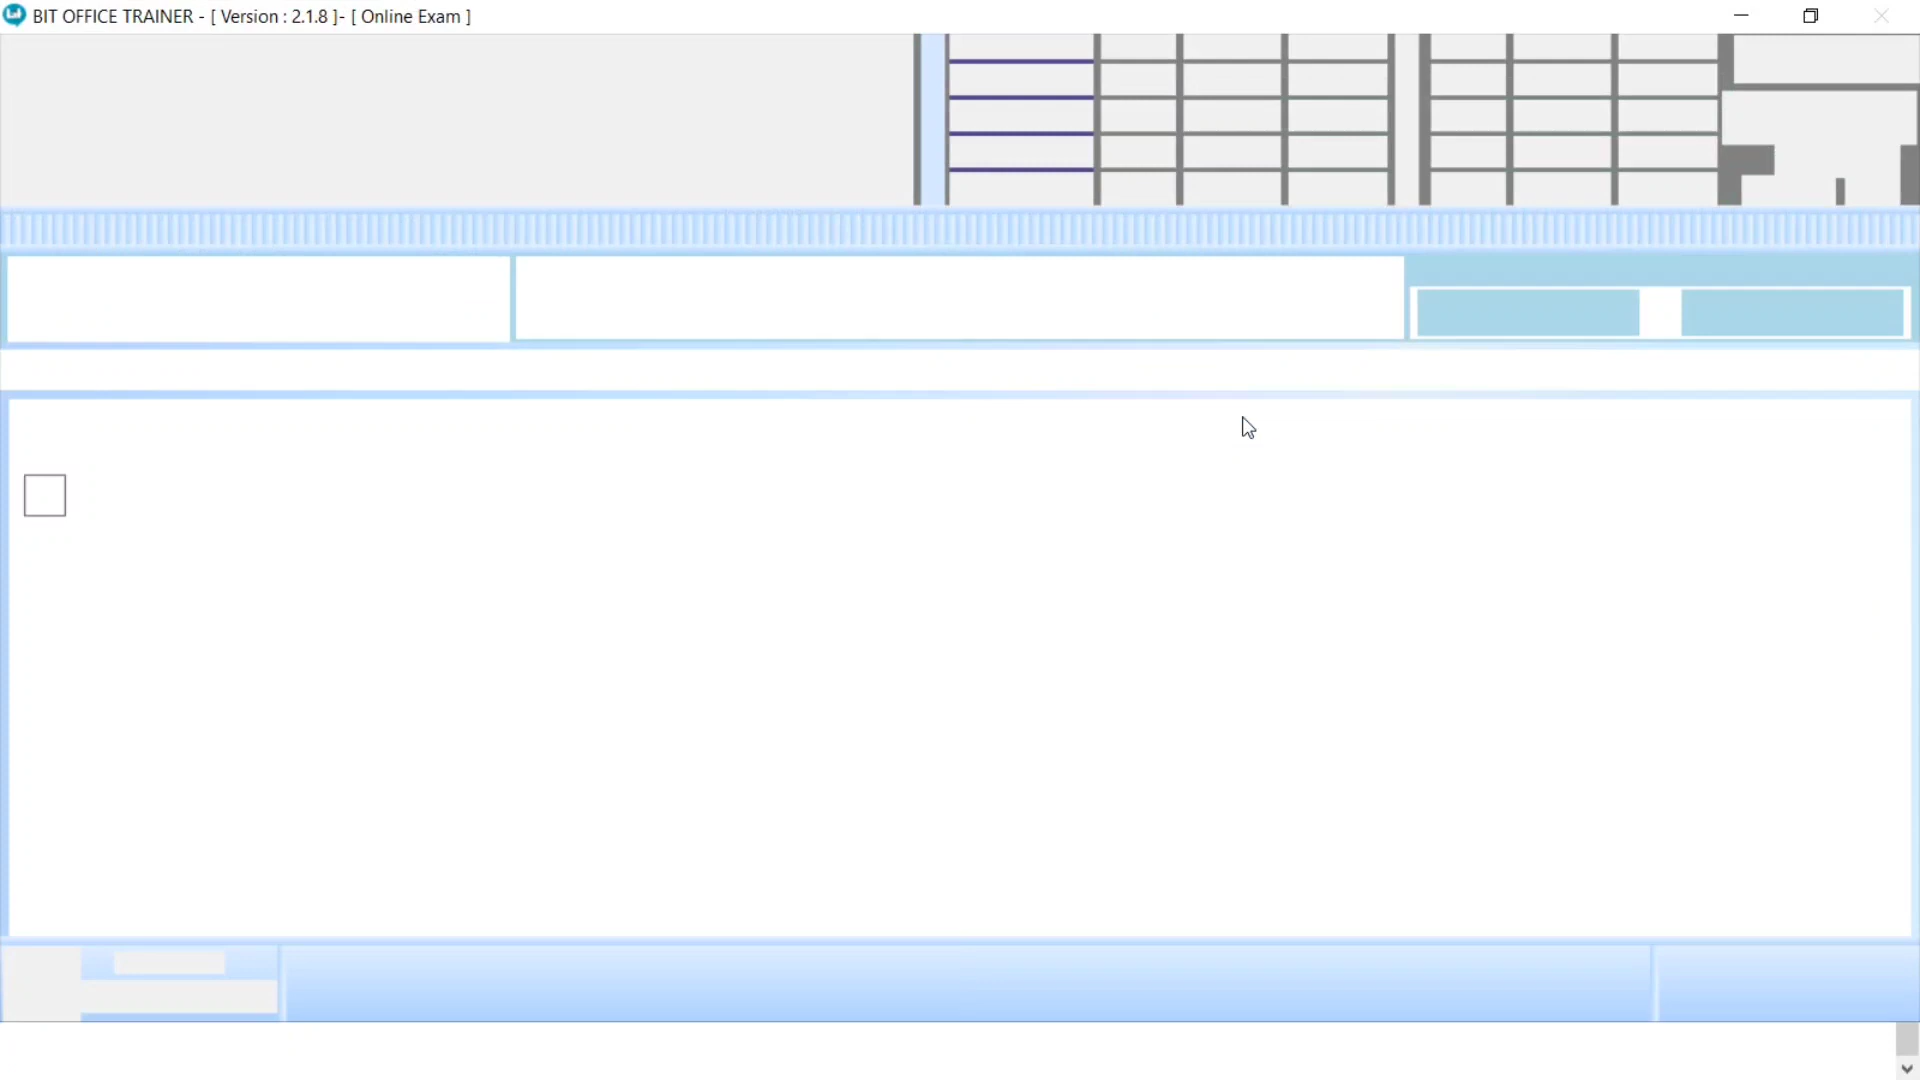 BIT OFFICE TRAINER - [ Version : 2.1.8 ]- [ Online Exam ]